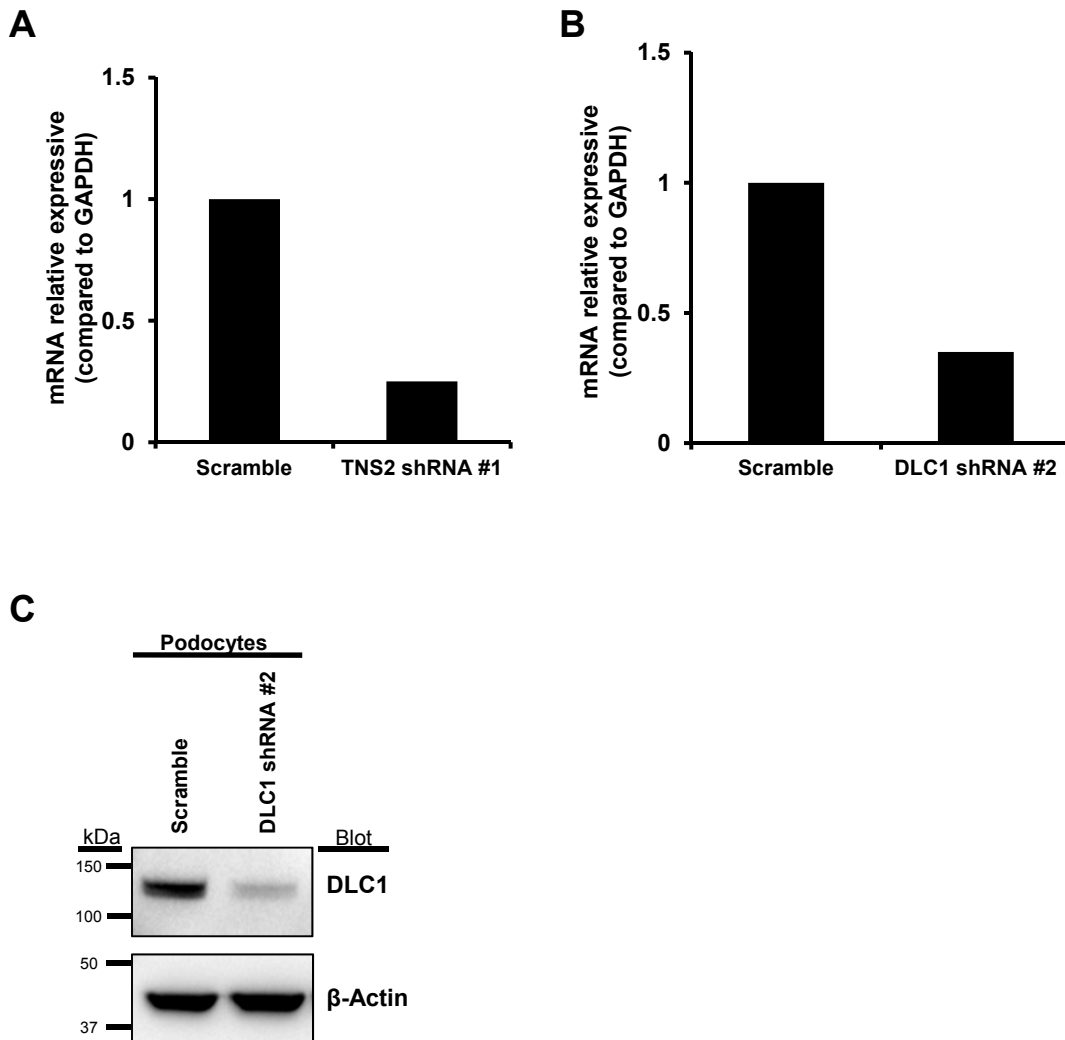 A
mRNA relative expressive
(compared to GAPDH)
1.5
1
0.5
0
Scramble
TNS2 shRNA #1
B
mRNA relative expressive
(compared to GAPDH)
1.5
1
0.5
0
Scramble
DLC1 shRNA #2
C
Podocytes
Scramble
DLC1 shRNA #2
kDa
Blot
150
100
DLC1
50
37
β-Actin